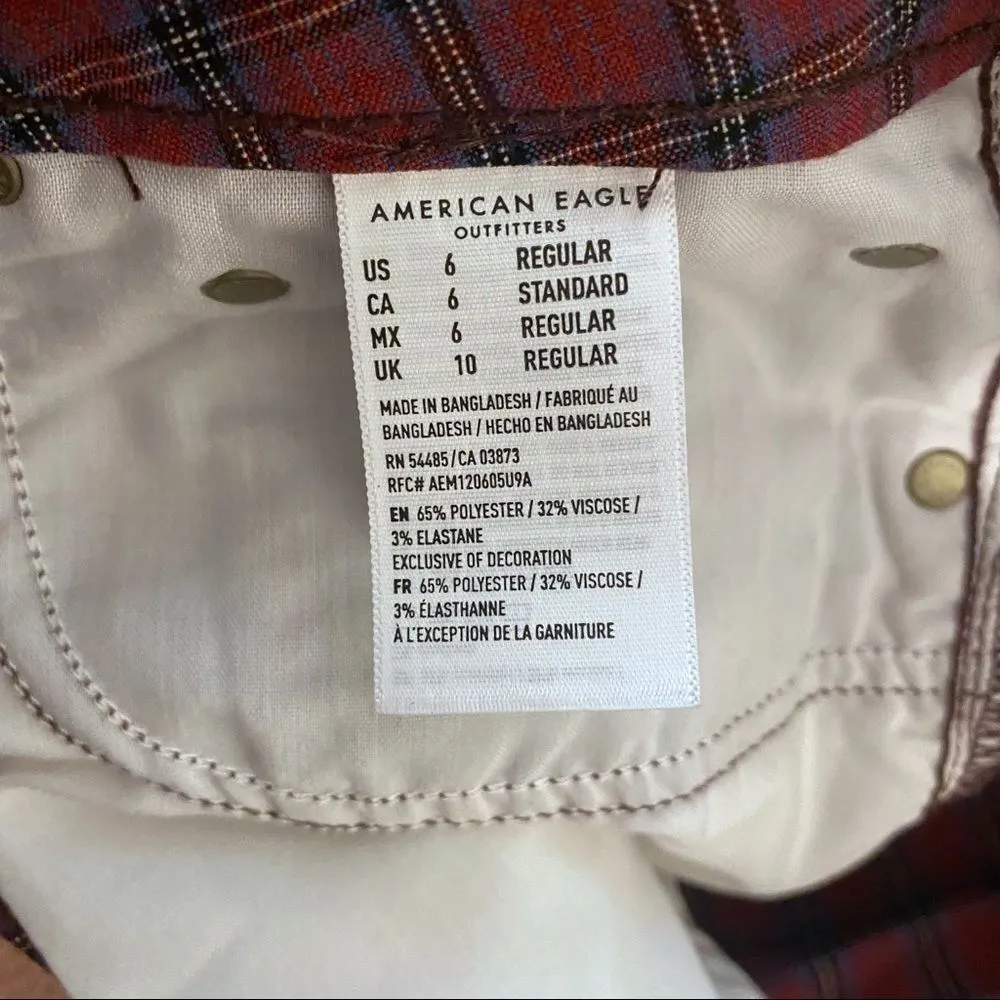 AMERICAN EAGLE
OUTFITTERS
US 6 REGULAR
CA 6 STANDARD
MX 6 REGULAR
UK 10 REGULAR
MADE IN BANGLADESH / FABRIQUÉ AU
BANGLADESH / HECHO EN BANGLADESH
RN 54485/CA 03873
RFC# AEM120605U9A
EN 65% POLYESTER / 32% VISCOSE /
3% ELASTANE
EXCLUSIVE OF DECORATION
FR 65% POLYESTER / 32% VISCOSE /
3% ÉLASTHANNE
À L'EXCEPTION DE LA GARNITURE